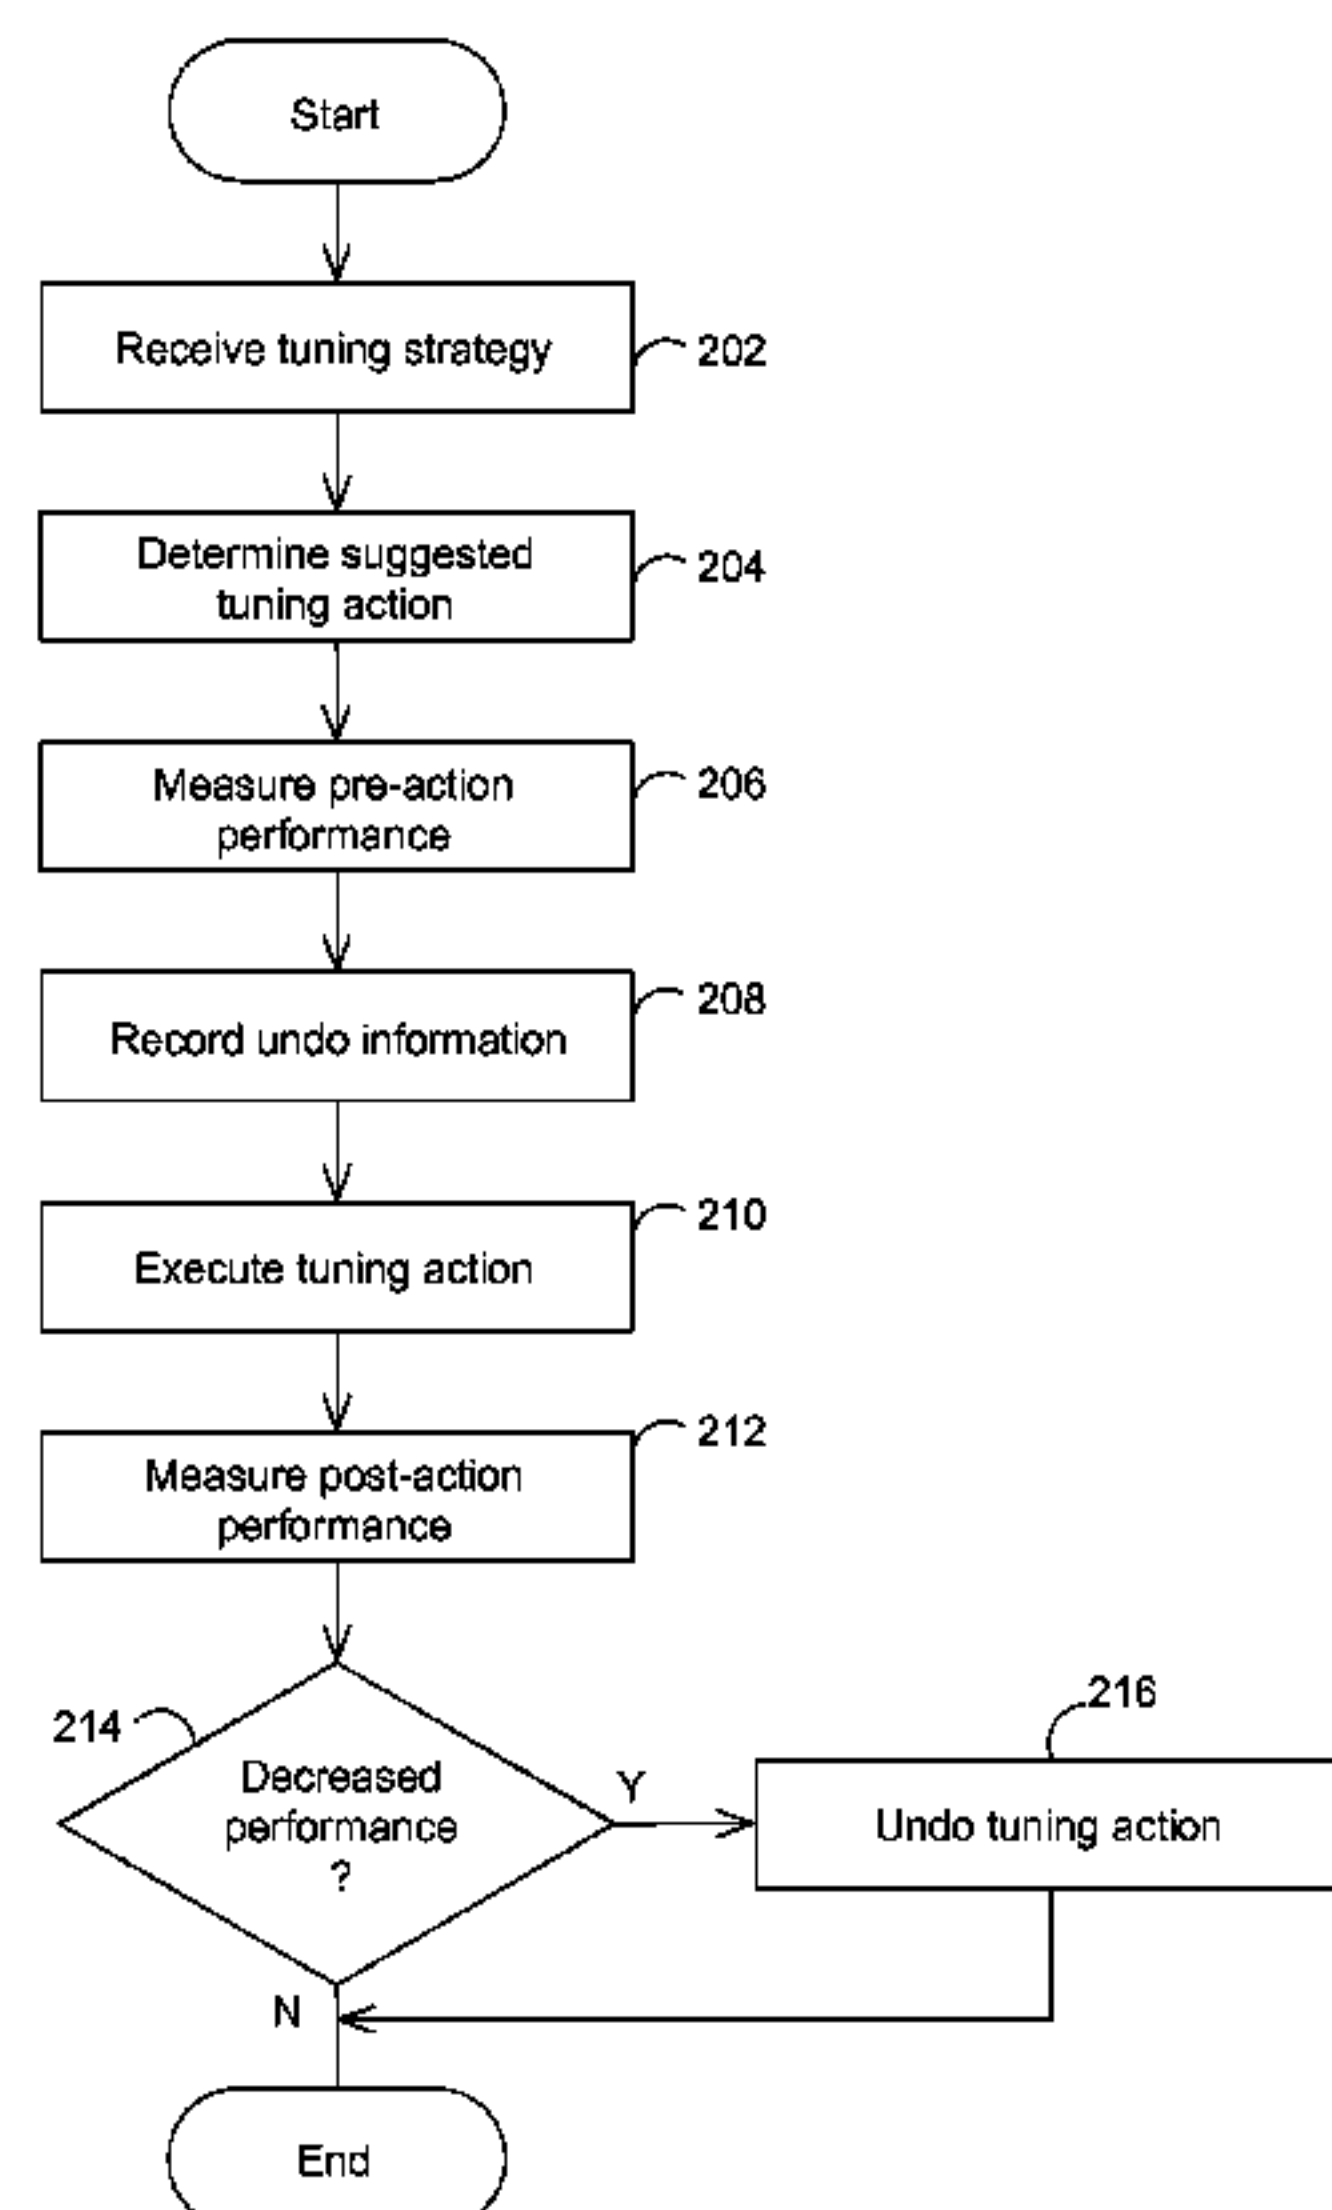 Start
Receive tuning strategy
202
Determine suggested
tuning action
204
Measure pre-action
performance
206
Record undo information
208
Execute tuning action
210
Measure post-action
performance
212
214
Decreased
performance
?
Y
216
Undo tuning action
N
End